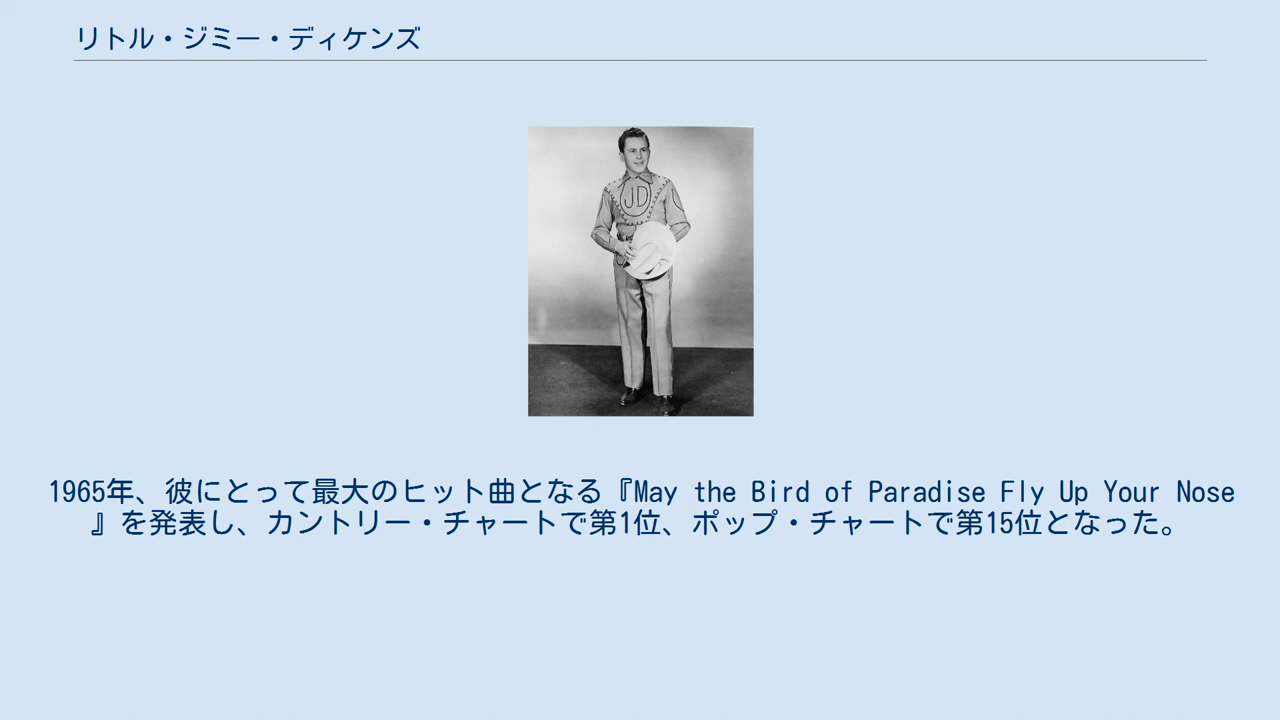 リトル・ジミー・ディケンズ
JD
1965年、彼にとって最大のヒット曲となる『May the Bird of Paradise Fly Up Your Nose
』を発表し、カントリー・チャートで第1位、ポップ・チャートで第15位となった。